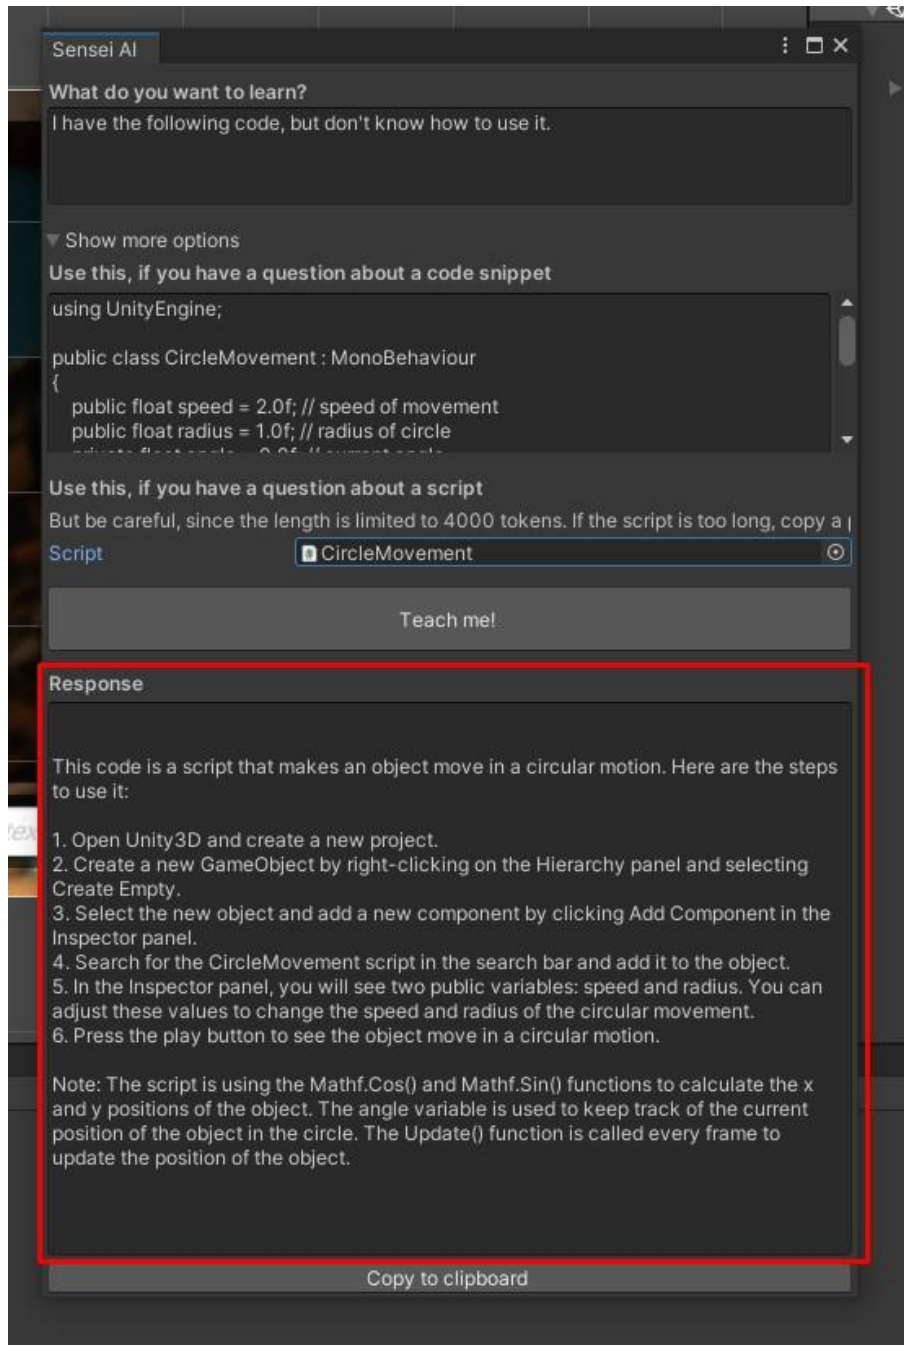 Sensei AI
What do you want to learn?
I have the following code, but don't know how to use it.
Show more options
Use this, if you have a question about a code snippet
using UnityEngine;
public class CircleMovement : MonoBehaviour
{
public float speed = 2.0f; // speed of movement
public float radius = 1.0f; // radius of circle
Use this, if you have a question about a script
But be careful, since the length is limited to 4000 tokens. If the script is too long, copy a
Script CircleMovement
Teach me!
Response
This code is a script that makes an object move in a circular motion. Here are the steps
to use it:
1. Open Unity3D and create a new project.
2. Create a new GameObject by right-clicking on the Hierarchy panel and selecting
Create Empty.
3. Select the new object and add a new component by clicking Add Component in the
Inspector panel.
4. Search for the CircleMovement script in the search bar and add it to the object.
5. In the Inspector panel, you will see two public variables: speed and radius. You can
adjust these values to change the speed and radius of the circular movement.
6. Press the play button to see the object move in a circular motion.
Note: The script is using the Mathf.Cos() and Mathf.Sin() functions to calculate the x
and y positions of the object. The angle variable is used to keep track of the current
position of the object in the circle. The Update() function is called every frame to
update the position of the object.
Copy to clipboard